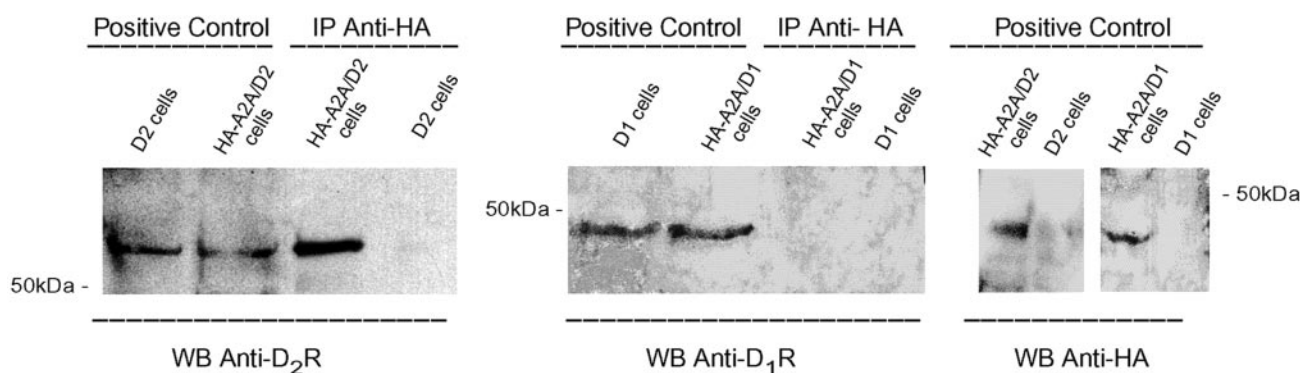 Positive Control
IP Anti-HA
D2 cells
HA-A2A/D2
cells
HA-A2A/D2
cells
D2 cells
50kDa -
WB Anti-D2R
Positive Control
IP Anti- HA
D1 cells
HA-A2A/D1
cells
HA-A2A/D1
cells
D1 cells
50kDa -
WB Anti-D1R
Positive Control
HA-A2A/D2
cells
D2 cells
HA-A2A/D1
cells
D1 cells
- 50kDa
WB Anti-HA